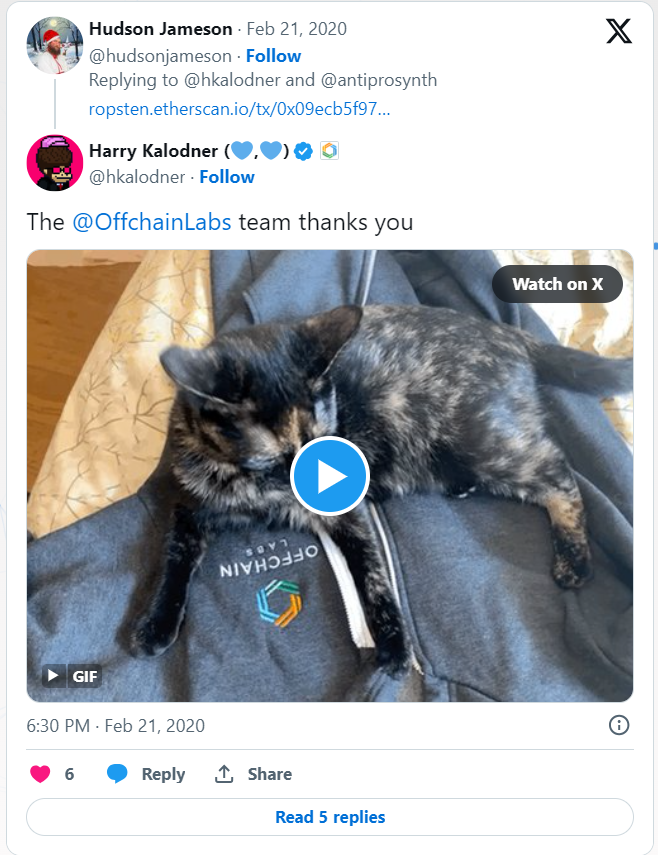 Hudson Jameson · Feb 21, 2020
@hudsonjameson · Follow
Replying to @hkalodner and @antiprosynth
ropsten.etherscan.io/tx/0x09ecb5f97...
Harry Kalodner (💙,💙)
@hkalodner · Follow
The @OffchainLabs team thanks you
Watch on X
OFFCHAIN
LABS
GIF
6:30 PM · Feb 21, 2020
6 Reply Share
Read 5 replies